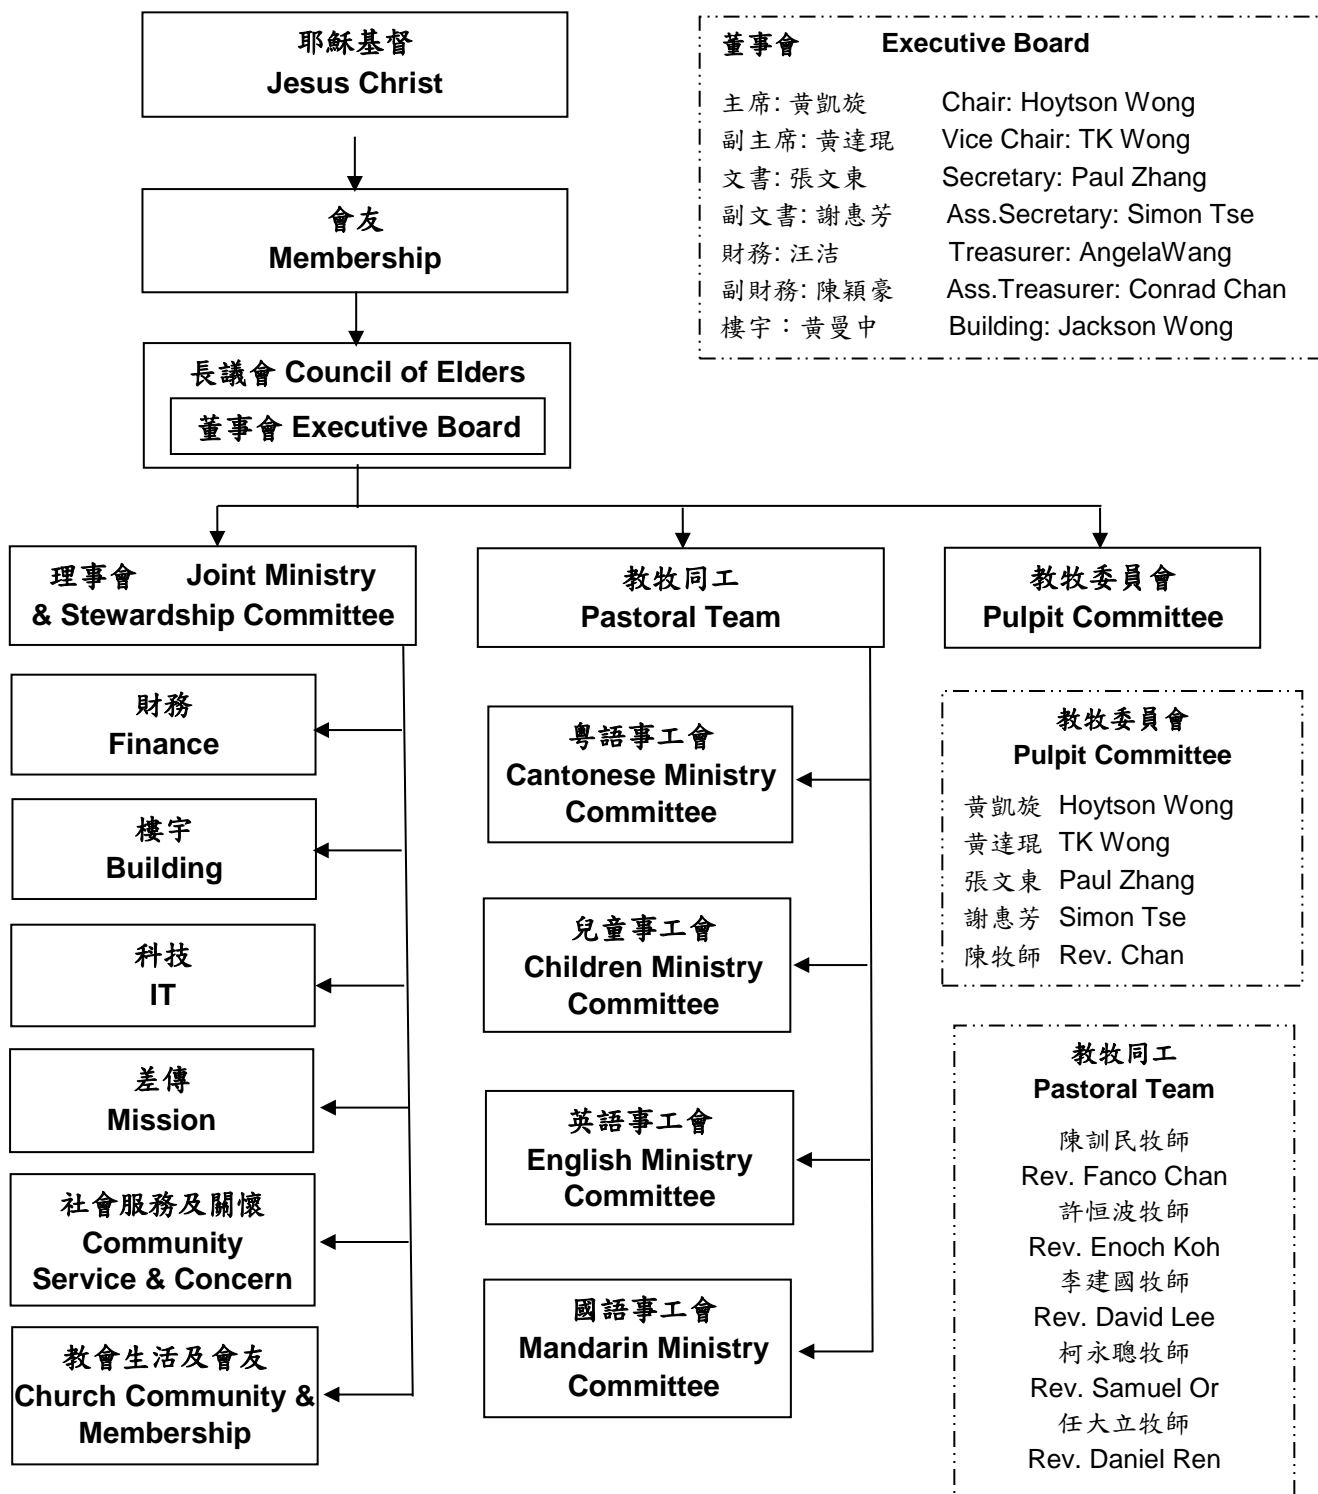 耶穌基督
Jesus Christ
會友
Membership
長議會 Council of Elders
董事會 Executive Board
董事會 Executive Board
主席: 黃凱旋 Chair: Hoytson Wong
副主席: 黃達琨 Vice Chair: TK Wong
文書: 張文東 Secretary: Paul Zhang
副文書: 謝惠芳 Ass.Secretary: Simon Tse
財務: 汪洁 Treasurer: AngelaWang
副財務: 陳穎豪 Ass.Treasurer: Conrad Chan
樓宇：黃曼中 Building: Jackson Wong
理事會 Joint Ministry
& Stewardship Committee
財務
Finance
樓宇
Building
科技
IT
差傳
Mission
社會服務及關懷
Community
Service & Concern
教會生活及會友
Church Community &
Membership
教牧同工
Pastoral Team
粵語事工會
Cantonese Ministry
Committee
兒童事工會
Children Ministry
Committee
英語事工會
English Ministry
Committee
國語事工會
Mandarin Ministry
Committee
教牧委員會
Pulpit Committee
教牧委員會
Pulpit Committee
黃凱旋 Hoytson Wong
黃達琨 TK Wong
張文東 Paul Zhang
謝惠芳 Simon Tse
陳牧師 Rev. Chan
教牧同工
Pastoral Team
陳訓民牧師
Rev. Fanco Chan
許恒波牧師
Rev. Enoch Koh
李建國牧師
Rev. David Lee
柯永聰牧師
Rev. Samuel Or
任大立牧師
Rev. Daniel Ren